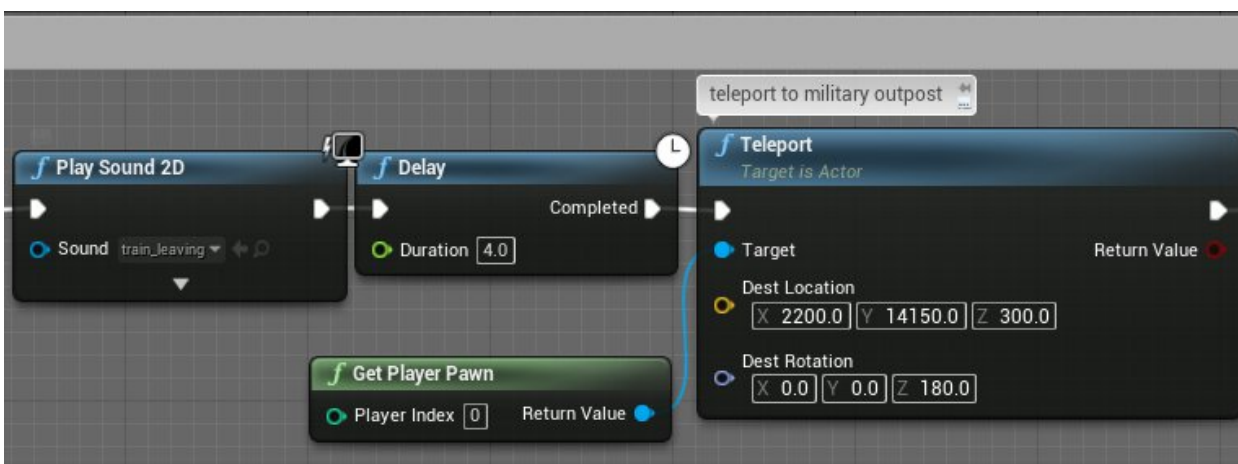 teleport to military outpost
f Play Sound 2D
Sound train_leaving
f Delay
Completed
Duration 4.0
f Teleport
Target is Actor
Target
Return Value
Dest Location
X 2200.0 Y 14150.0 Z 300.0
Dest Rotation
X 0.0 Y 0.0 Z 180.0
f Get Player Pawn
Player Index 0 Return Value